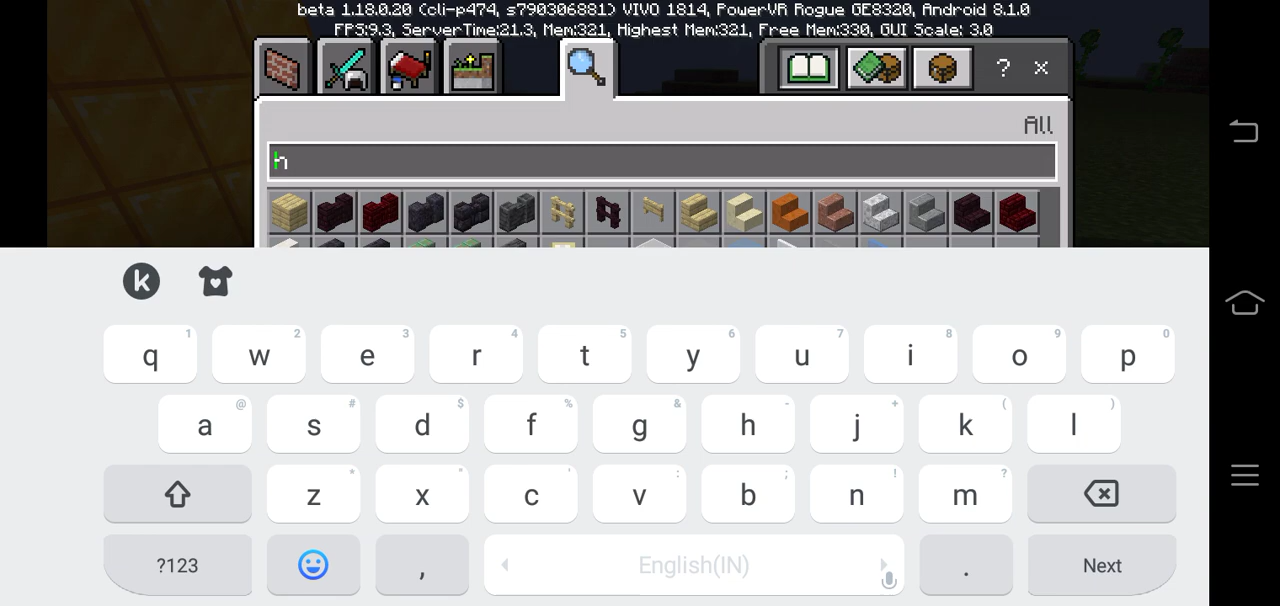 beta 1.18.0.20 (cli-p474, s790306881) VIVO 1814, PowerVR Rogue GE8320, Android 8.1.0
FPS:9.3, ServerTime:21.3, Mem:321, Highest Mem:321, Free Mem:330, GUI Scale: 3.0
? ×
All
h
k
1 2 3 4 5 6 7 8 9 0
q w e r t y u i o p
@ # $ % & - + ( )
a s d f g h j k l
* " ' : ; ! ?
z x c v b n m
?123 , English(IN) . Next